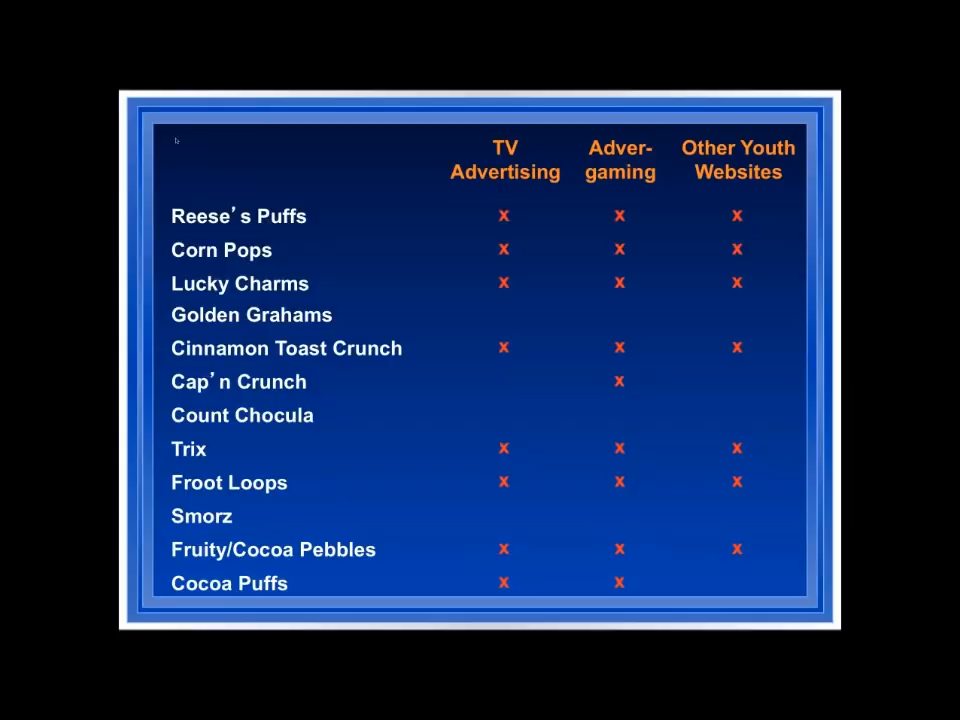 TV Adver- Other Youth
Advertising gaming Websites
Reese’s Puffs x x x
Corn Pops x x x
Lucky Charms x x x
Golden Grahams
Cinnamon Toast Crunch x x x
Cap’n Crunch x
Count Chocula
Trix x x x
Froot Loops x x x
Smorz
Fruity/Cocoa Pebbles x x x
Cocoa Puffs x x